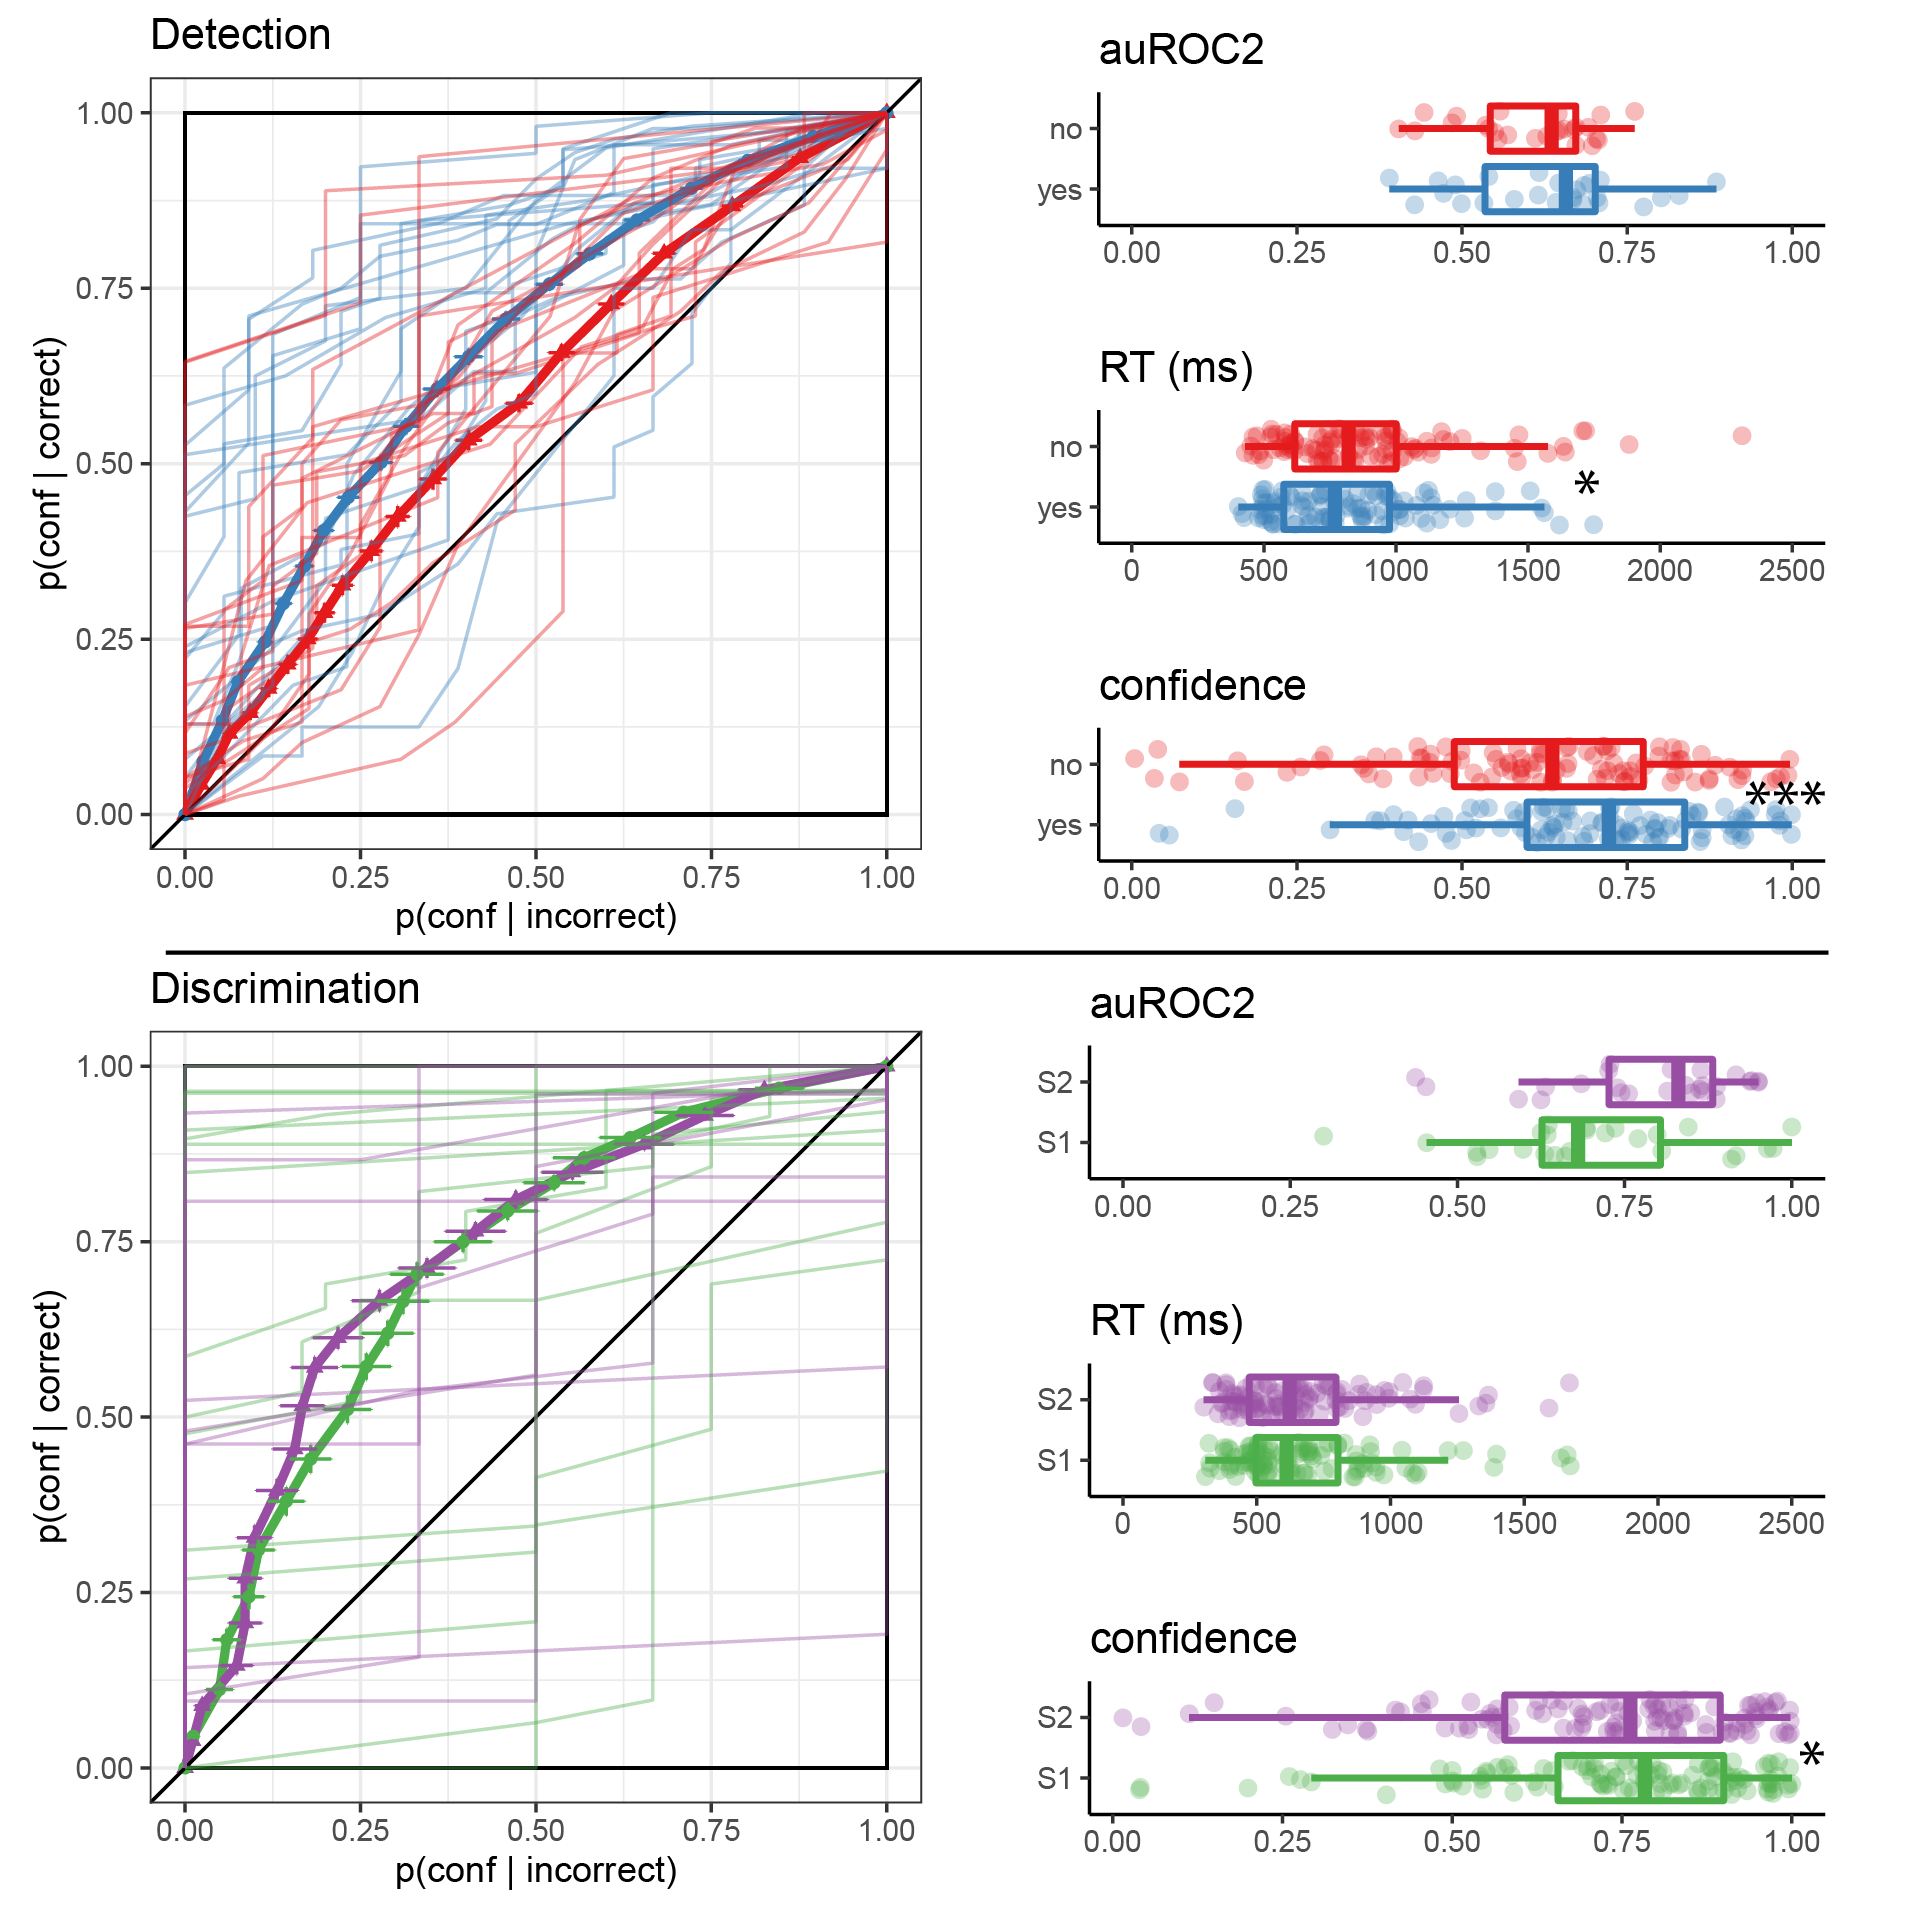 Detection
1.00
0.75
0.50
0.25
0.00
p(conf | correct)
0.00 0.25 0.50 0.75 1.00
p(conf | incorrect)
auROC2
no
yes
0.00 0.25 0.50 0.75 1.00
RT (ms)
no
*
yes
0 500 1000 1500 2000 2500
confidence
no
***
yes
0.00 0.25 0.50 0.75 1.00
Discrimination
1.00
0.75
0.50
0.25
0.00
p(conf | correct)
0.00 0.25 0.50 0.75 1.00
p(conf | incorrect)
auROC2
S2
S1
0.00 0.25 0.50 0.75 1.00
RT (ms)
S2
S1
0 500 1000 1500 2000 2500
confidence
S2
*
S1
0.00 0.25 0.50 0.75 1.00